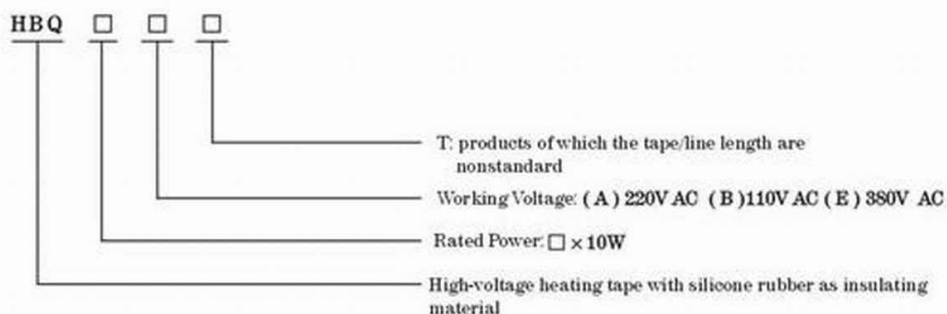 HBQ □ □ □
T: products of which the tape/line length are
nonstandard
Working Voltage: (A) 220V AC (B)110V AC (E) 380V AC
Rated Power: □ × 10W
High-voltage heating tape with silicone rubber as insulating
material